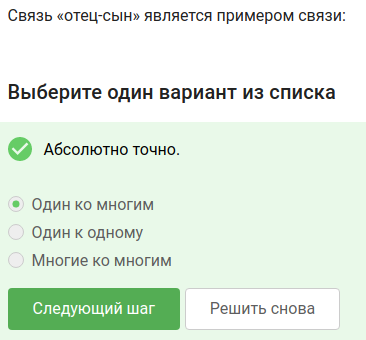 Связь «отец-сын» является примером связи:
Выберите один вариант из списка
Абсолютно точно.
Один ко многим
Один к одному
Многие ко многим
Следующий шаг
Решить снова